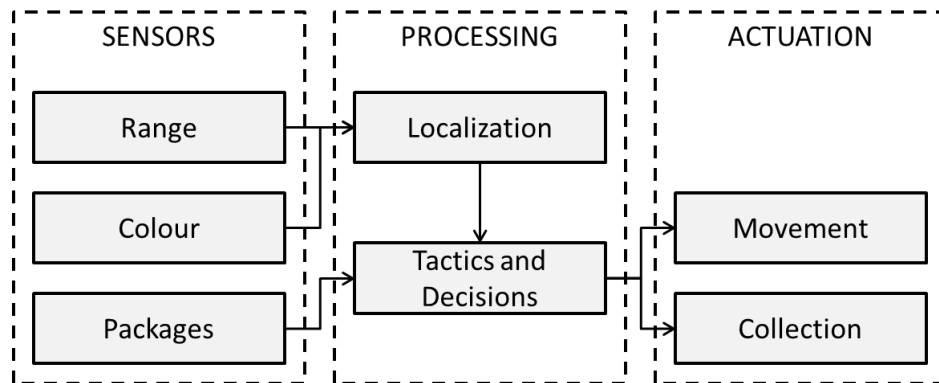 SENSORS
Range
Colour
Packages
PROCESSING
Localization
Tactics and
Decisions
ACTUATION
Movement
Collection